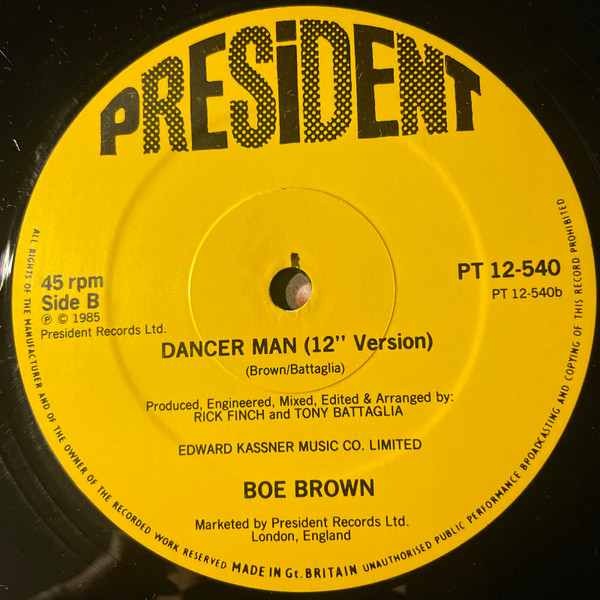 PRESiDENT
45 rpm
Side B
℗ © 1985
President Records Ltd.
PT 12-540
PT 12-540b
DANCER MAN (12" Version)
(Brown/Battaglia)
Produced, Engineered, Mixed, Edited & Arranged by:
RICK FINCH and TONY BATTAGLIA
EDWARD KASSNER MUSIC CO. LIMITED
BOE BROWN
Marketed by President Records Ltd.
London, England
ALL RIGHTS OF THE MANUFACTURER AND OF THE OWNER OF THE RECORDED WORK RESERVED MADE IN Gt. BRITAIN UNAUTHORISED PUBLIC PERFORMANCE BROADCASTING AND COPYING OF THIS RECORD PROHIBITED